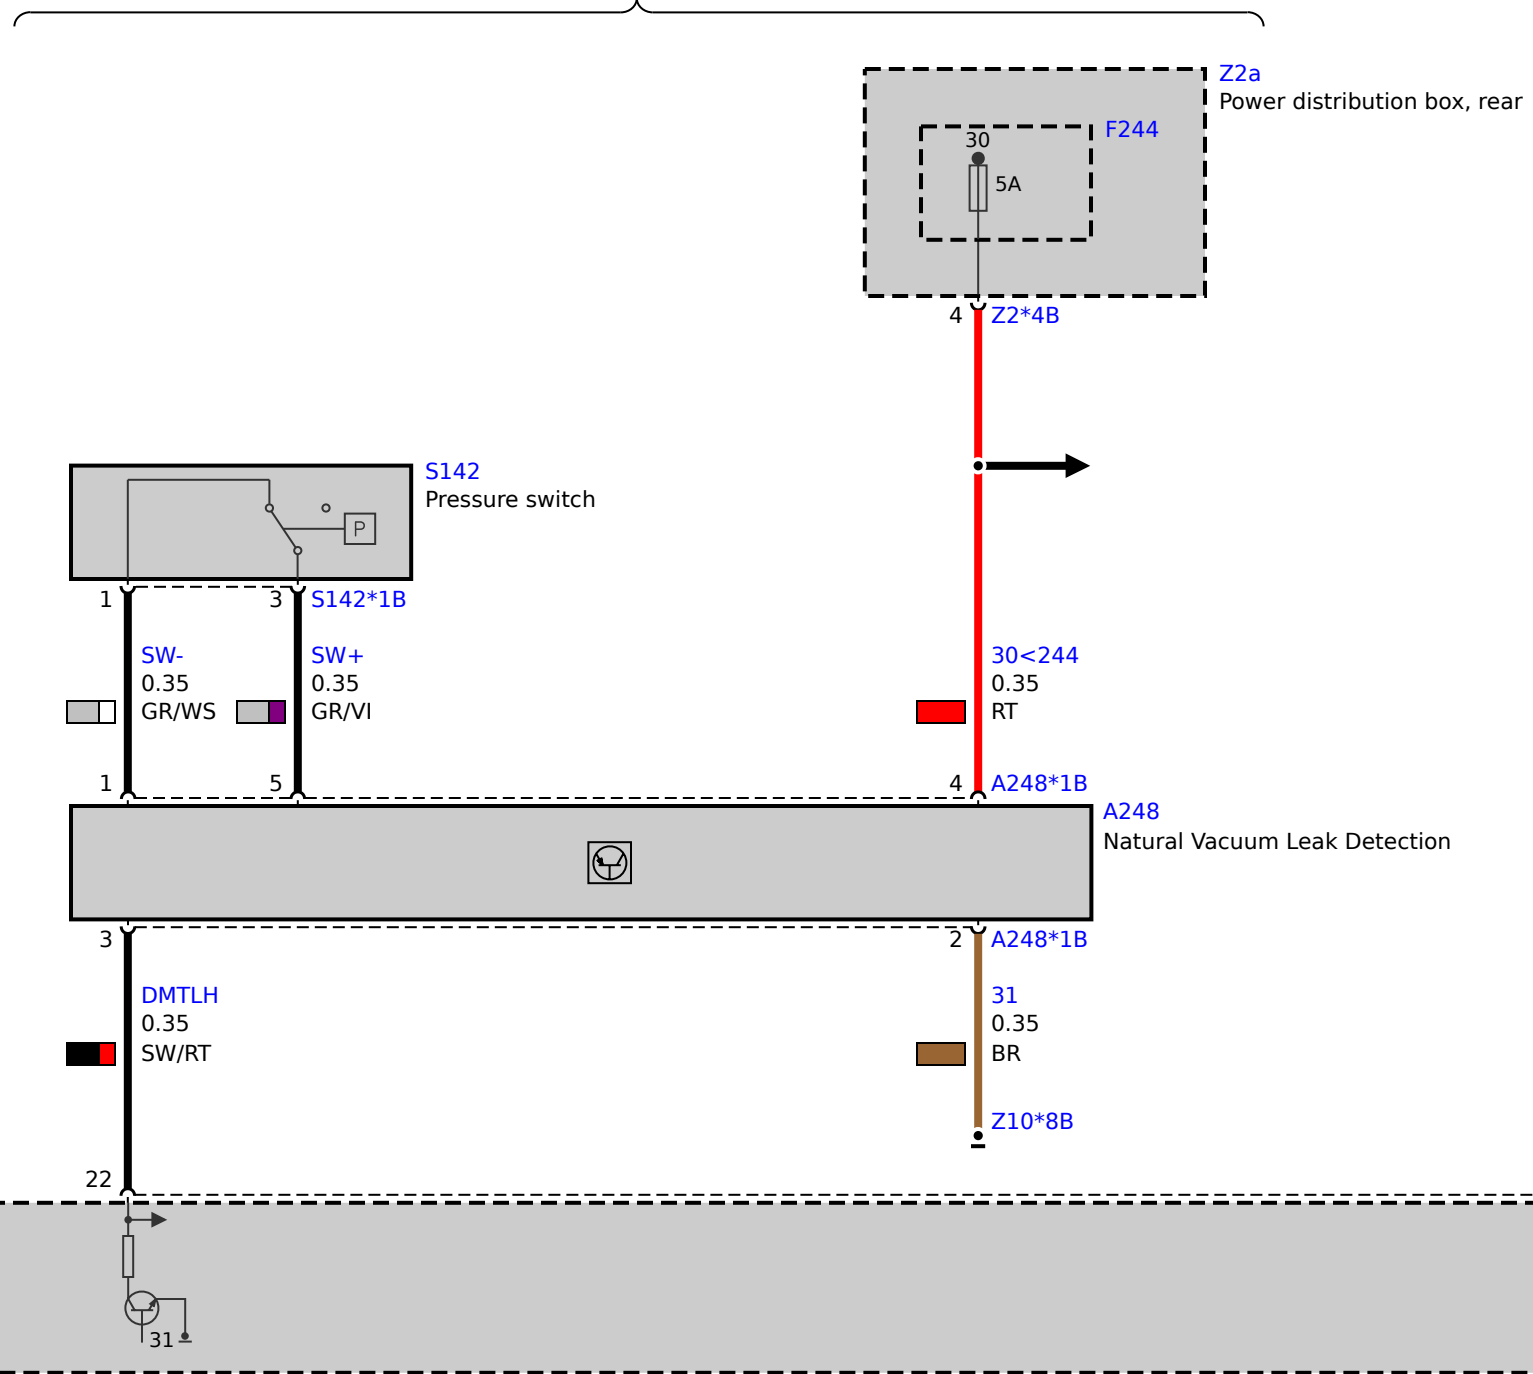 Z2a
Power distribution box, rear
F244
30
5A
4 Z2*4B
S142
Pressure switch
P
1 3 S142*1B
SW- SW+ 30<244
0.35 0.35 0.35
GR/WS GR/VI RT
1 5 4 A248*1B
A248
Natural Vacuum Leak Detection
3 2 A248*1B
DMTLH 31
0.35 0.35
SW/RT BR
Z10*8B
22
31